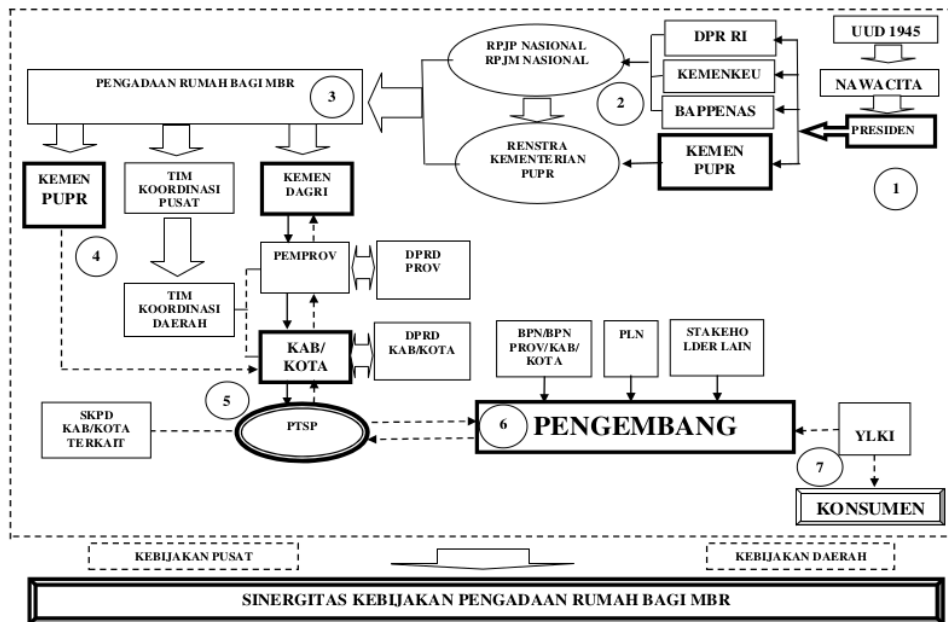 UUD 1945
NAWACITA
PRESIDEN
1
DPR RI
KEMENKEU
BAPPENAS
KEMEN
PUPR
2
RPJP NASIONAL
RPJM NASIONAL
RENSTRA
KEMENTERIAN
PUPR
PENGADAAN RUMAH BAGI MBR
3
KEMEN
PUPR
TIM
KOORDINASI
PUSAT
KEMEN
DAGRI
4
PEMPROV
DPRD
PROV
TIM
KOORDINASI
DAERAH
KAB/
KOTA
DPRD
KAB/KOTA
BPN/BPN
PROV/KAB/
KOTA
PLN
STAKEHO
LDER LAIN
5
SKPD
KAB/KOTA
TERKAIT
PTSP
6
PENGEMBANG
YLKI
7
KONSUMEN
KEBIJAKAN PUSAT
KEBIJAKAN DAERAH
SINERGITAS KEBIJAKAN PENGADAAN RUMAH BAGI MBR